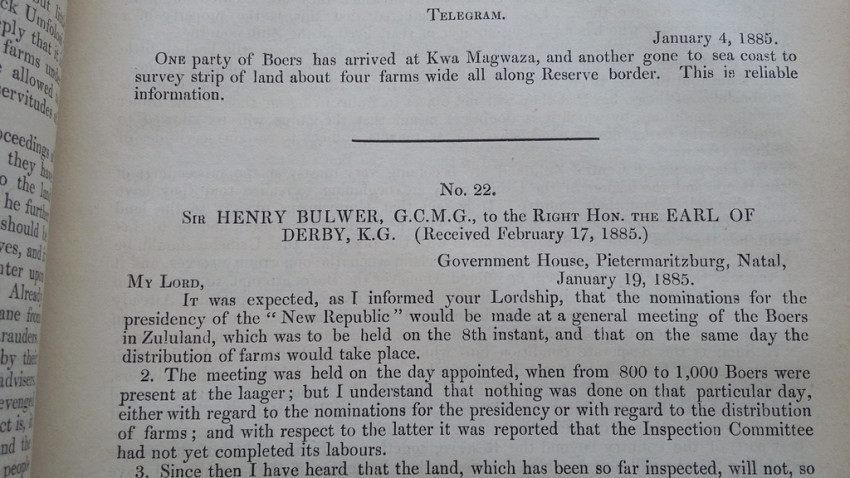 TELEGRAM.
January 4, 1885.
ONE party of Boers has arrived at Kwa Magwaza, and another gone to sea coast to
survey strip of land about four farms wide all along Reserve border. This is reliable
information.
No. 22.
SIR HENRY BULWER, G.C.M.G., to the RIGHT HON. THE EARL OF
DERBY, K.G. (Received February 17, 1885.)
Government House, Pietermaritzburg, Natal,
MY LORD, January 19, 1885.
IT was expected, as I informed your Lordship, that the nominations for the
presidency of the “ New Republic ” would be made at a general meeting of the Boers
in Zululand, which was to be held on the 8th instant, and that on the same day the
distribution of farms would take place.
2. The meeting was held on the day appointed, when from 800 to 1,000 Boers were
present at the laager ; but I understand that nothing was done on that particular day,
either with regard to the nominations for the presidency or with regard to the distribution
of farms ; and with respect to the latter it was reported that the Inspection Committee
had not yet completed its labours.
3. Since then I have heard that the land, which has been so far inspected, will not, so